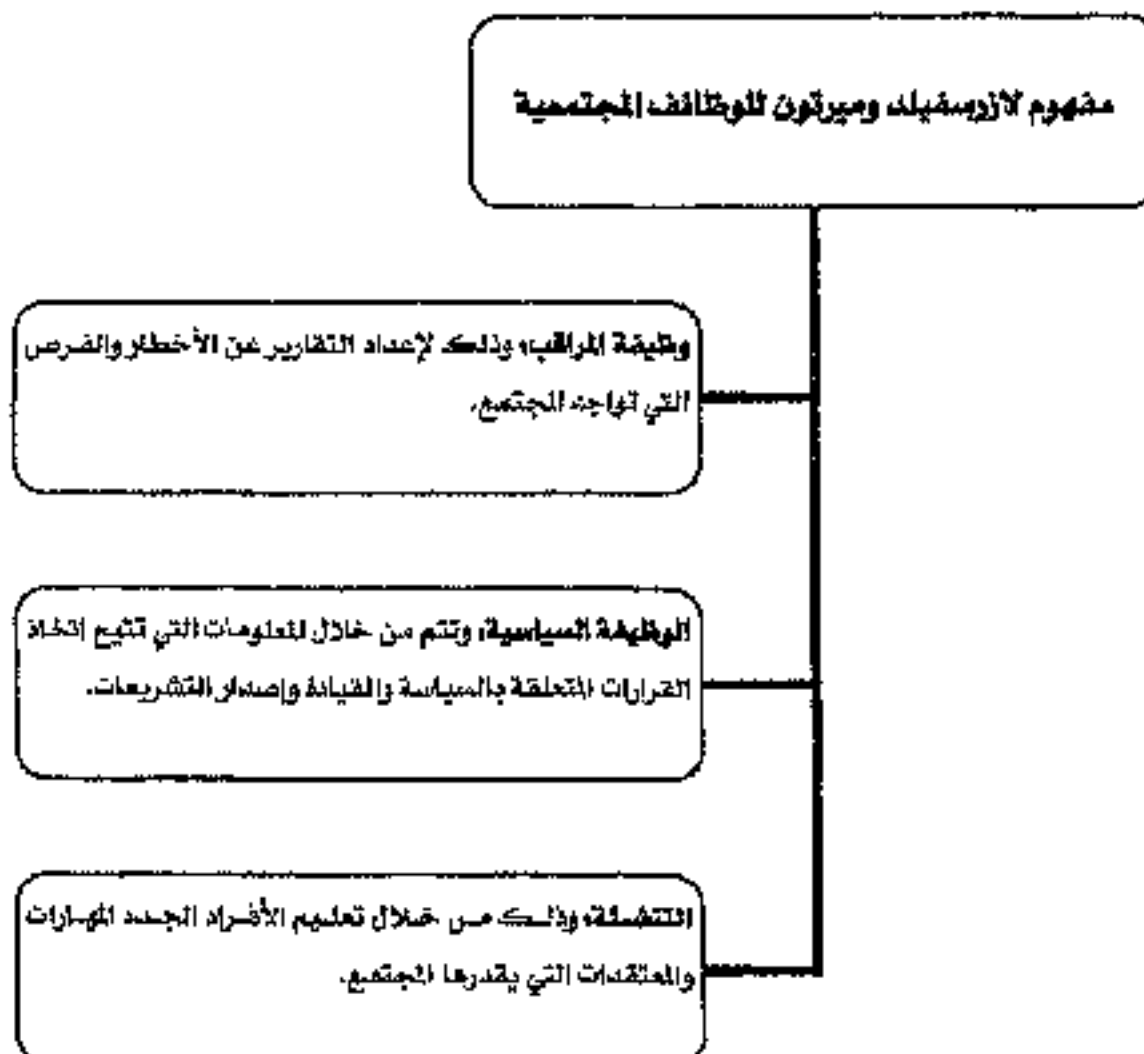 مفهوم لازرسفيلد وميرتون للوظائف المجتمعية
وظيفة المراقب، وذلك لإعداد التقارير عن الأخطار والفرص
التي تواجه المجتمع.
الوظيفة السياسية، وتتم من خلال المعلومات التي تتيح اتخاذ
القرارات المتعلقة بالسياسة والقيادة وإصدار التشريعات.
التنشئة، وذلك من خلال تعليم الأفراد الجدد المهارات
والمعتقدات التي يقدرها المجتمع.